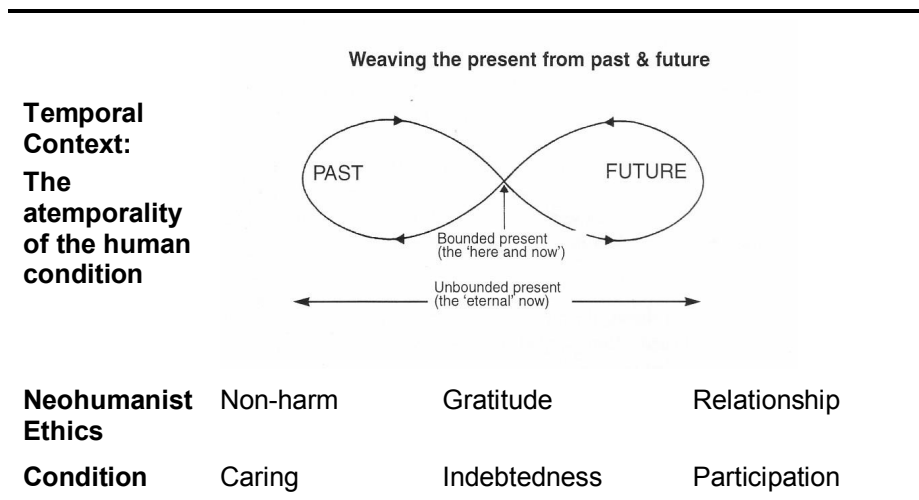 Weaving the present from past & future
Temporal
Context:
The
atemporality
of the human
condition
PAST
FUTURE
Bounded present
(the ‘here and now’)
Unbounded present
(the ‘eternal’ now)
Neohumanist Non-harm Gratitude Relationship
Ethics
Condition Caring Indebtedness Participation